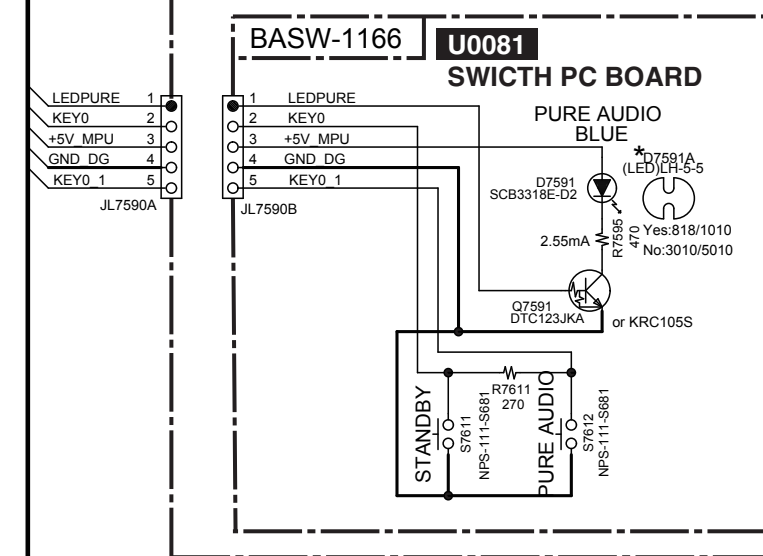 BASW-1166
U0081
SWICTH PC BOARD
LEDPURE 1
KEY0 2
+5V_MPU 3
GND_DG 4
KEY0_1 5
JL7590A
1 LEDPURE
2 KEY0
3 +5V_MPU
4 GND_DG
5 KEY0_1
JL7590B
PURE AUDIO
BLUE
*D7591A
(LED)LH-5-5
D7591
SCB3318E-D2
Yes:818/1010
No:3010/5010
2.55mA
R7595
470
Q7591
DTC123JKA
or KRC105S
R7611
270
STANDBY
S7611
NPS-111-S681
PURE AUDIO
S7612
NPS-111-S681